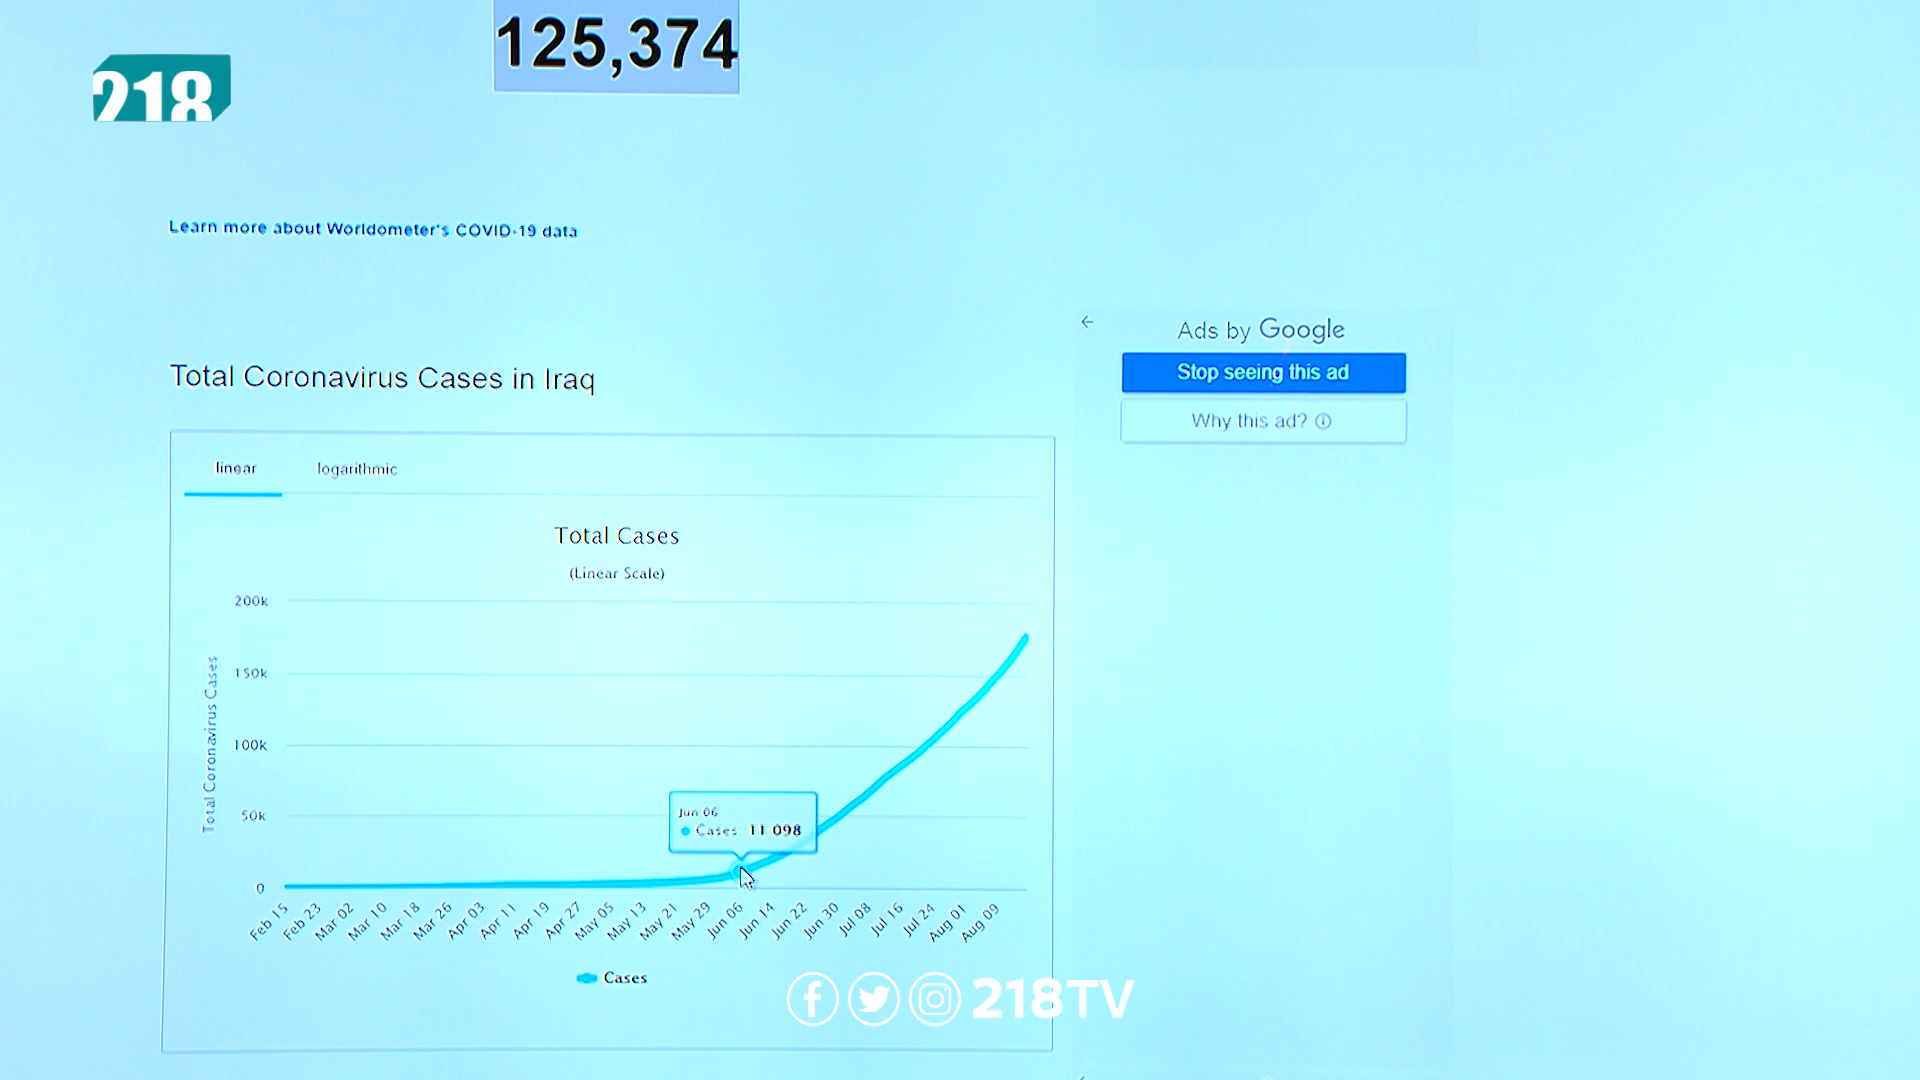 125,374
218
Learn more about Worldometer's COVID-19 data
Ads by Google
Stop seeing this ad
Why this ad?
Total Coronavirus Cases in Iraq
linear
logarithmic
Total Cases
(Linear Scale)
200k
150k
100k
50k
0
Total Coronavirus Cases
Jun 06
Cases: 11 098
Feb 15
Feb 23
Mar 02
Mar 10
Mar 18
Mar 26
Apr 03
Apr 11
Apr 19
Apr 27
May 05
May 13
May 21
May 29
Jun 06
Jun 14
Jun 22
Jun 30
Jul 08
Jul 16
Jul 24
Aug 01
Aug 09
Cases
218TV